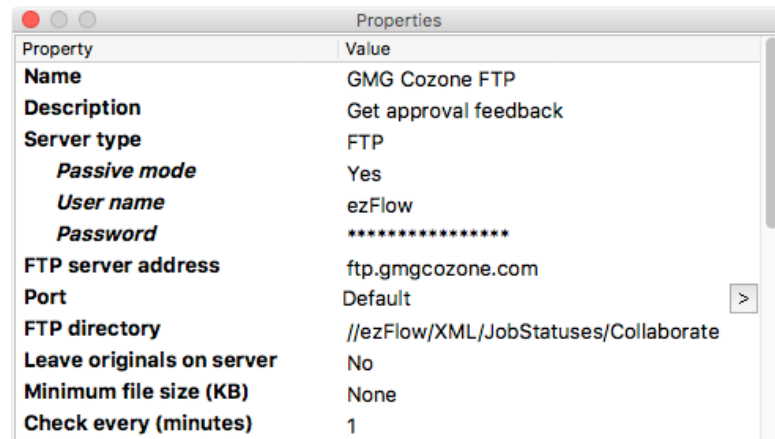 Properties
Property Value
Name GMG Cozone FTP
Description Get approval feedback
Server type FTP
Passive mode Yes
User name ezFlow
Password ****************
FTP server address ftp.gmgcozone.com
Port Default >
FTP directory //ezFlow/XML/JobStatuses/Collaborate
Leave originals on server No
Minimum file size (KB) None
Check every (minutes) 1